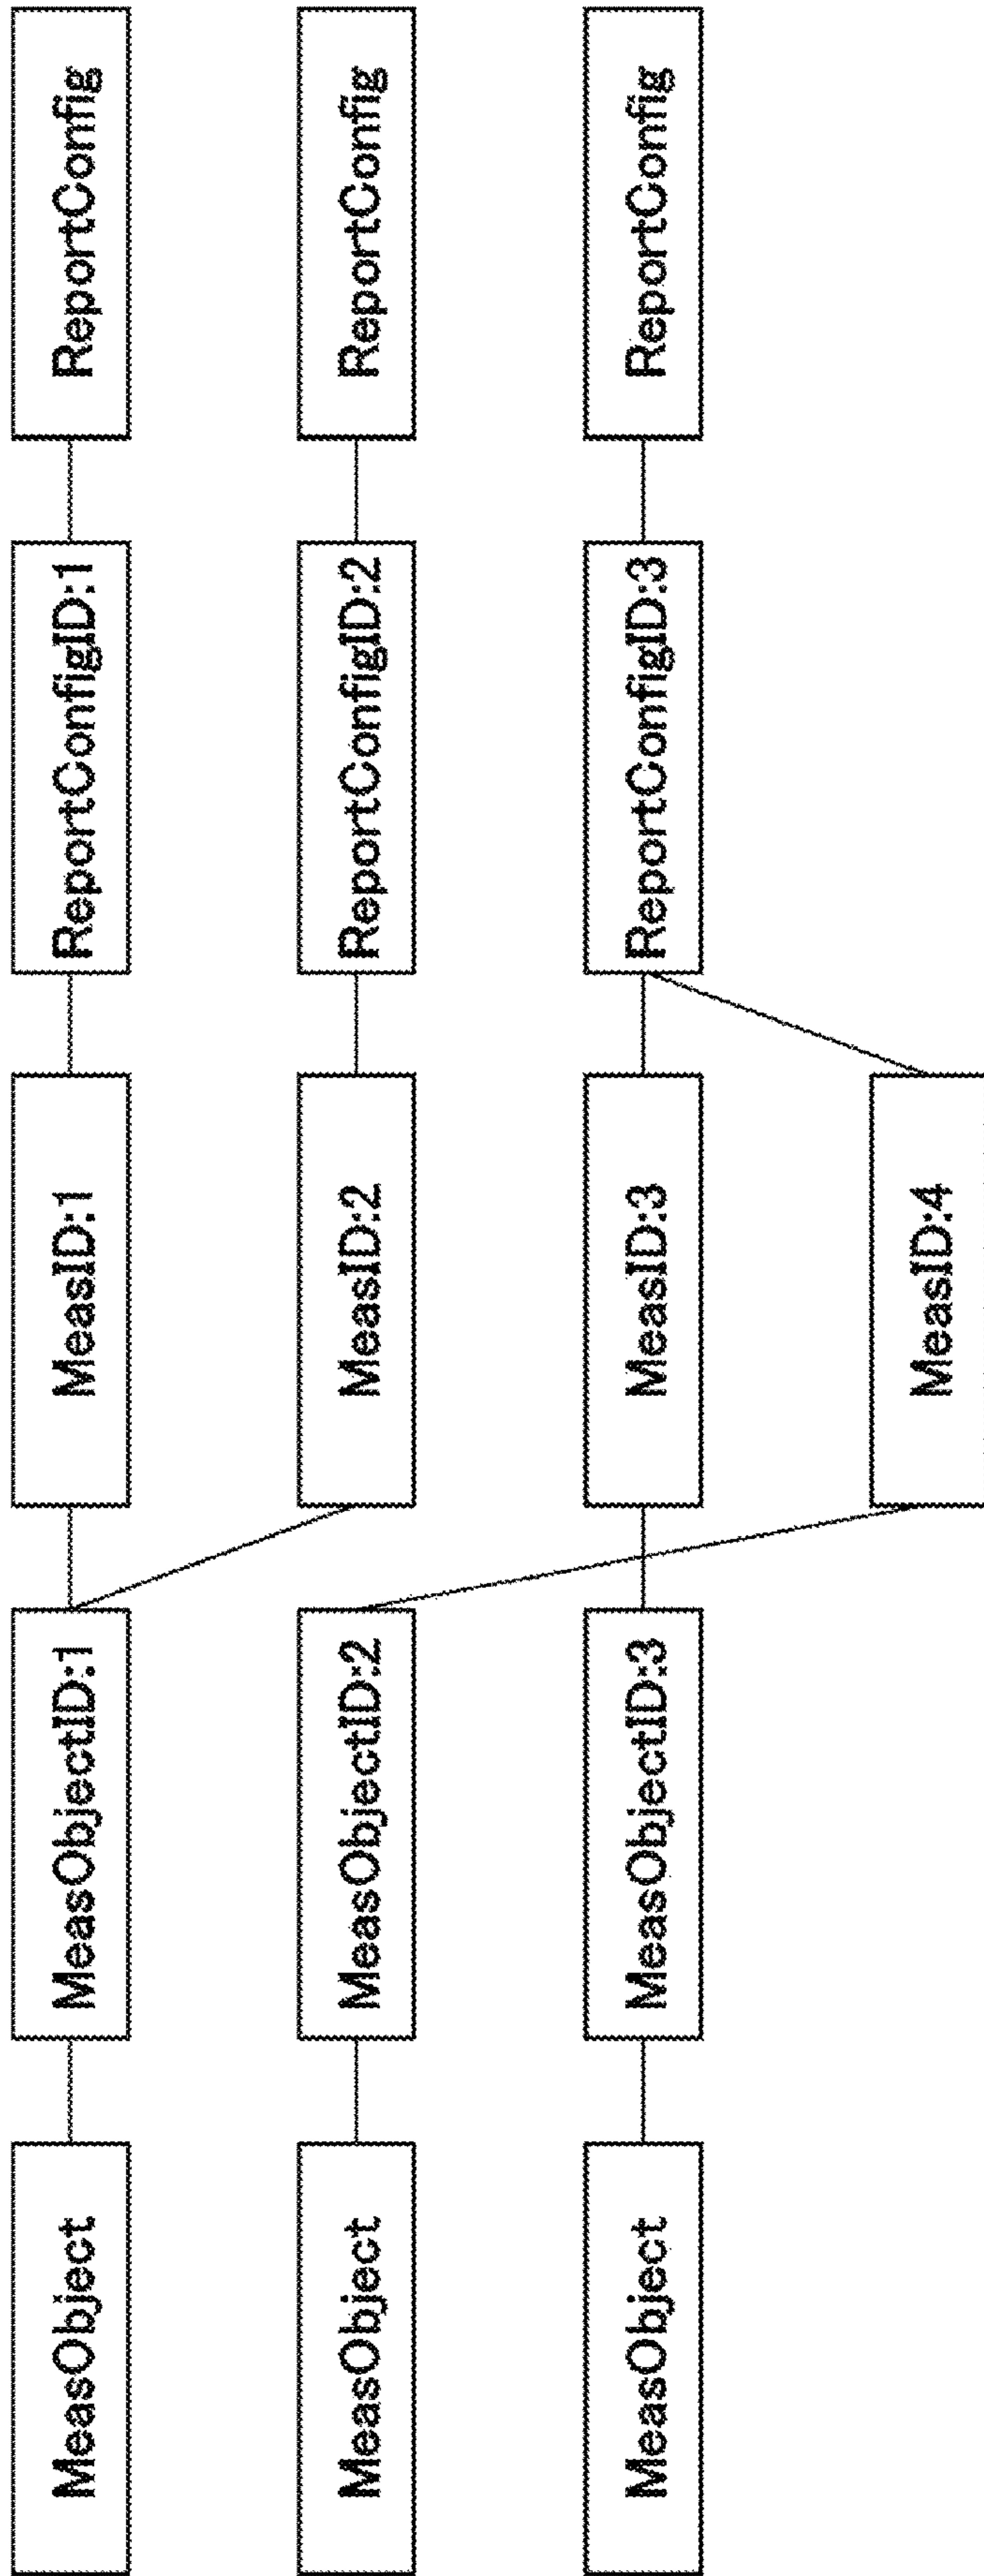 MeasObject
MeasObjectID:1
MeasID:1
ReportConfigID:1
ReportConfig
MeasObject
MeasObjectID:2
MeasID:2
ReportConfigID:2
ReportConfig
MeasObject
MeasObjectID:3
MeasID:3
ReportConfigID:3
ReportConfig
MeasID:4